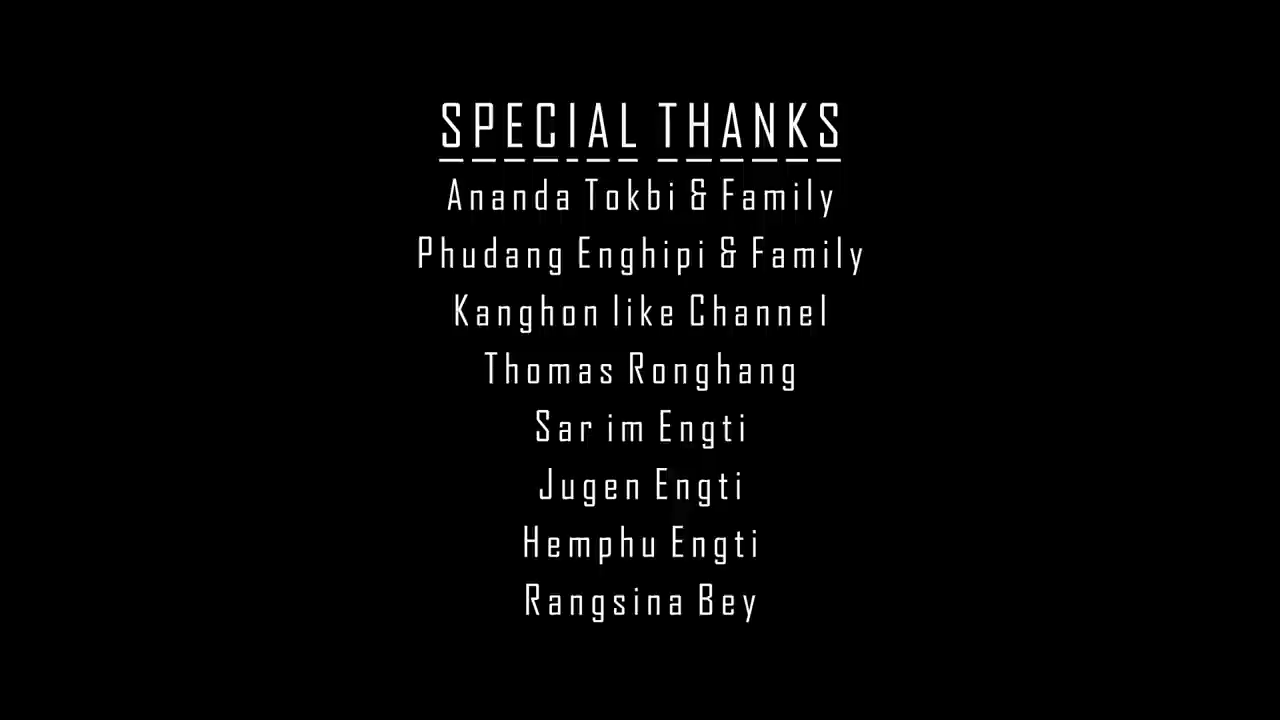 SPECIAL THANKS
Ananda Tokbi & Family
Phudang Enghipi & Family
Kanghon like Channel
Thomas Ronghang
Sar im Engti
Jugen Engti
Hemphu Engti
Rangsina Bey